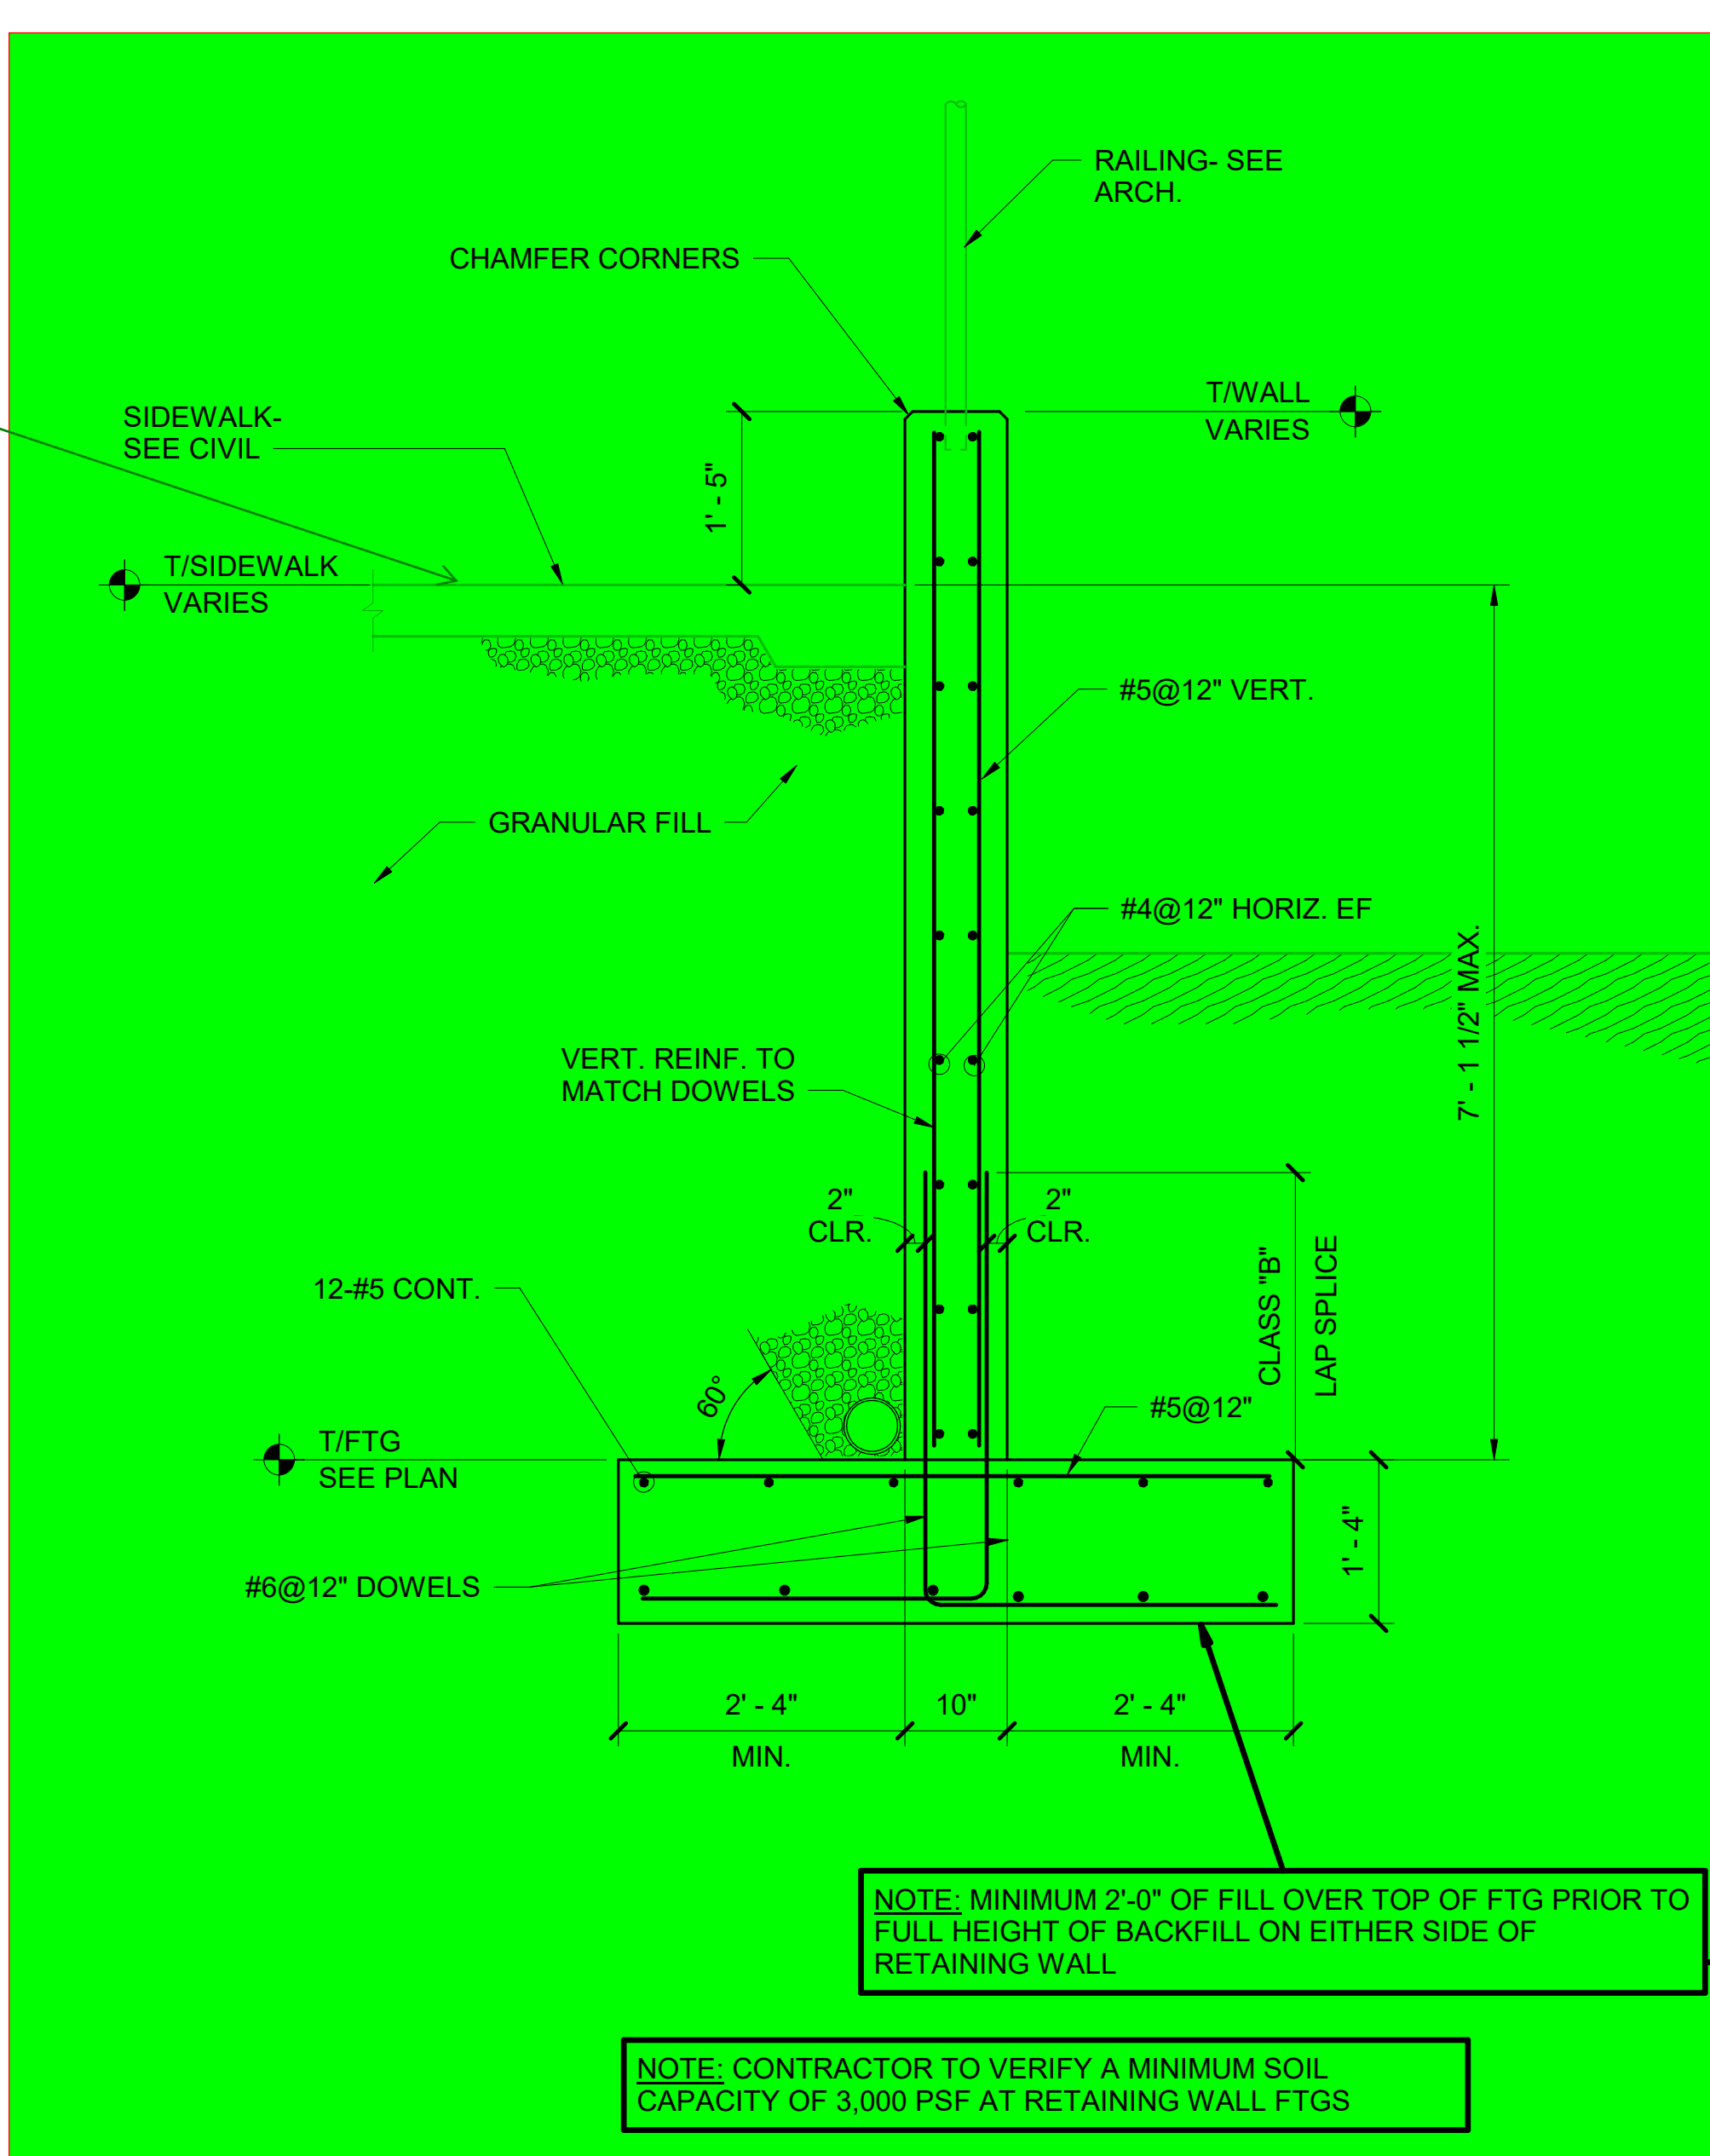 RAILING- SEE
ARCH.
CHAMFER CORNERS
T/WALL
VARIES
SIDEWALK-
SEE CIVIL
1' - 5"
T/SIDEWALK
VARIES
#5@12" VERT.
GRANULAR FILL
#4@12" HORIZ. EF
7' - 1 1/2" MAX.
VERT. REINF. TO
MATCH DOWELS
2"
CLR.
2"
CLR.
CLASS "B"
LAP SPLICE
12-#5 CONT.
60°
#5@12"
T/FTG
SEE PLAN
1' - 4"
#6@12" DOWELS
2' - 4"
MIN.
10"
2' - 4"
MIN.
NOTE: MINIMUM 2'-0" OF FILL OVER TOP OF FTG PRIOR TO
FULL HEIGHT OF BACKFILL ON EITHER SIDE OF
RETAINING WALL
NOTE: CONTRACTOR TO VERIFY A MINIMUM SOIL
CAPACITY OF 3,000 PSF AT RETAINING WALL FTGS